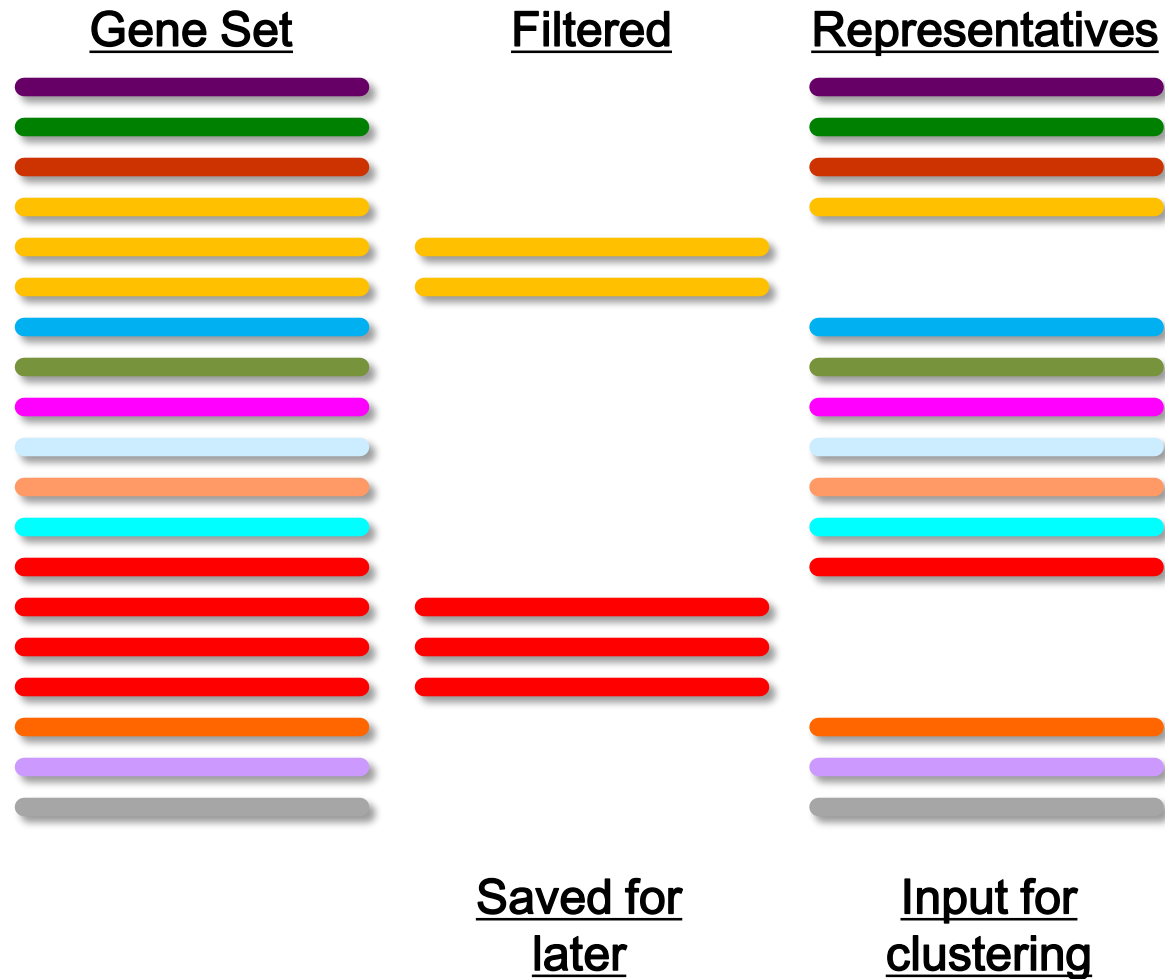 Gene Set
Filtered
Representatives
Saved for
later
Input for
clustering